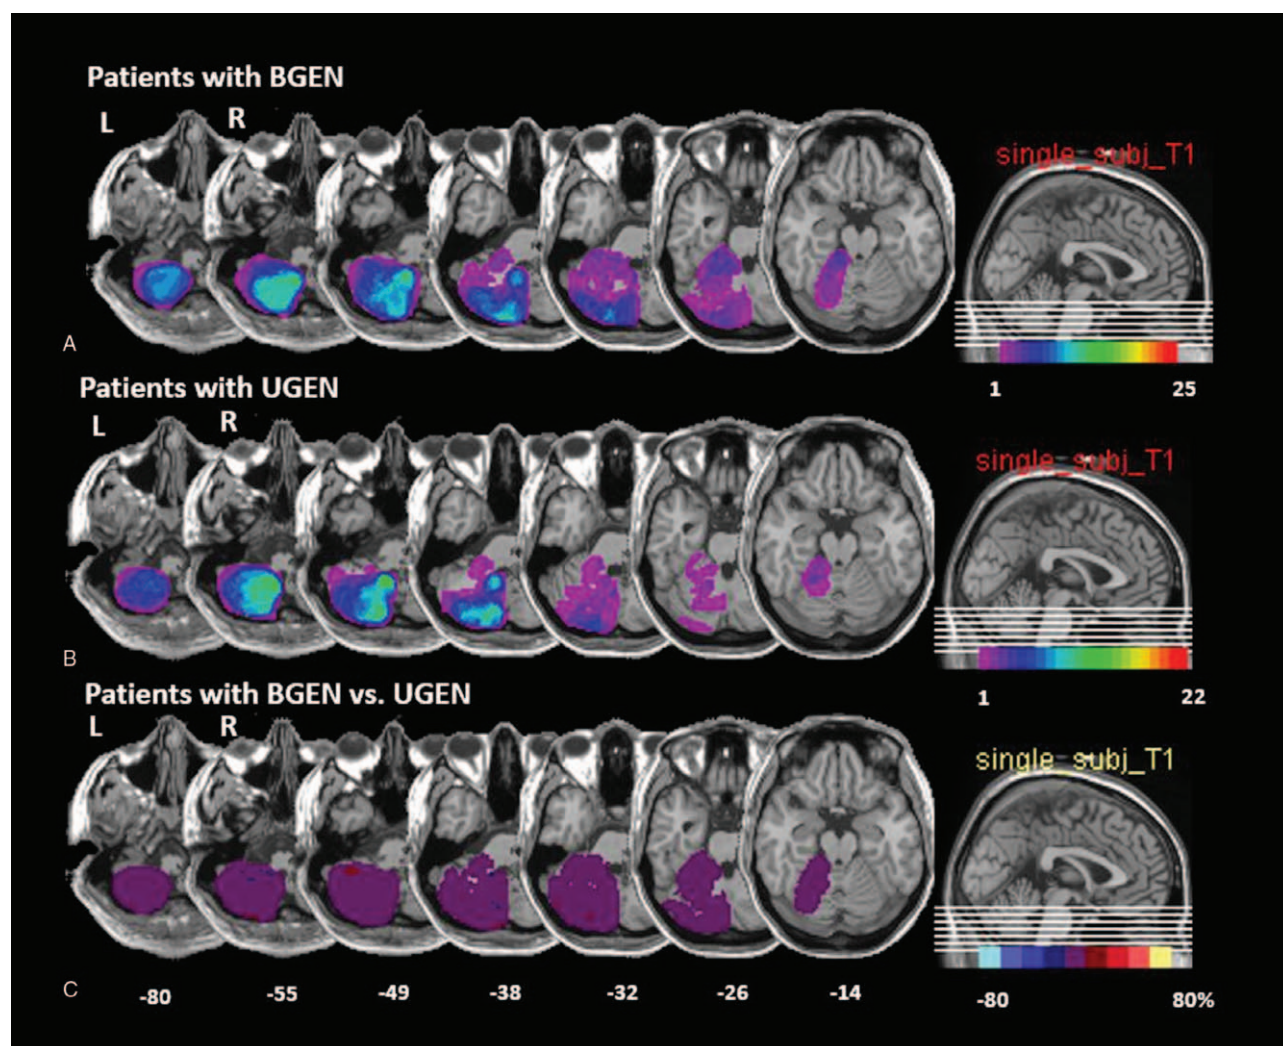 Patients with BGEN
L R
single_subj_T1
A
1 25
Patients with UGEN
L R
single_subj_T1
B
1 22
Patients with BGEN vs. UGEN
L R
single_subj_T1
C
-80 -55 -49 -38 -32 -26 -14 -80 80%